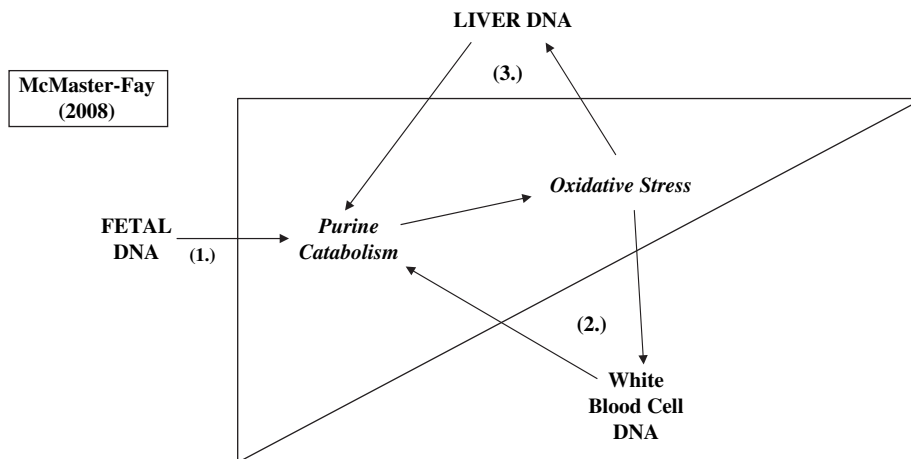 LIVER DNA
(3.)
McMaster-Fay
(2008)
Oxidative Stress
FETAL
DNA
(1.)
Purine
Catabolism
(2.)
White
Blood Cell
DNA